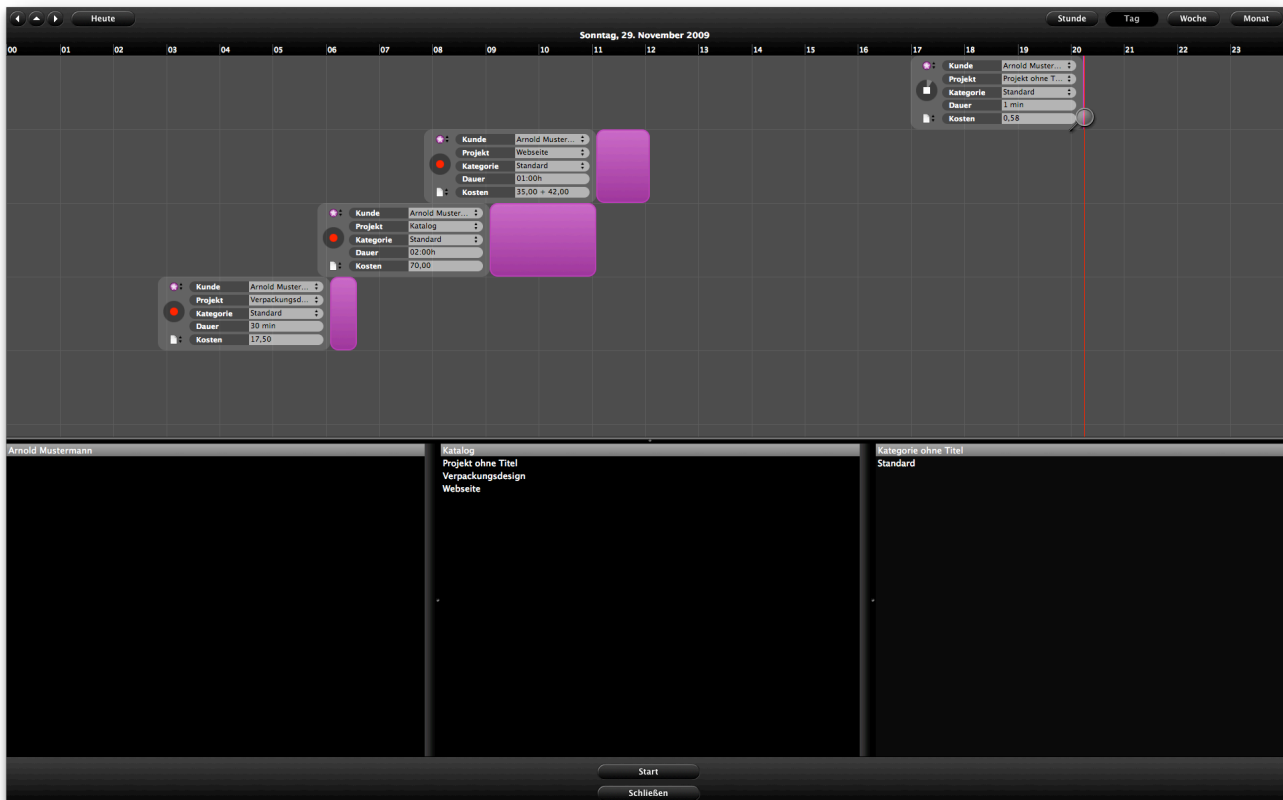 Heute
Stunde Tag Woche Monat
Sonntag, 29. November 2009
00 01 02 03 04 05 06 07 08 09 10 11 12 13 14 15 16 17 18 19 20 21 22 23
Kunde Arnold Muster...
Projekt Projekt ohne T...
Kategorie Standard
Dauer 1 min
Kosten 0,58
Kunde Arnold Muster...
Projekt Webseite
Kategorie Standard
Dauer 01:00h
Kosten 35,00 + 42,00
Kunde Arnold Muster...
Projekt Katalog
Kategorie Standard
Dauer 02:00h
Kosten 70,00
Kunde Arnold Muster...
Projekt Verpackungsd...
Kategorie Standard
Dauer 30 min
Kosten 17,50
Arnold Mustermann
Katalog
Projekt ohne Titel
Verpackungsdesign
Webseite
Kategorie ohne Titel
Standard
Start
Schließen